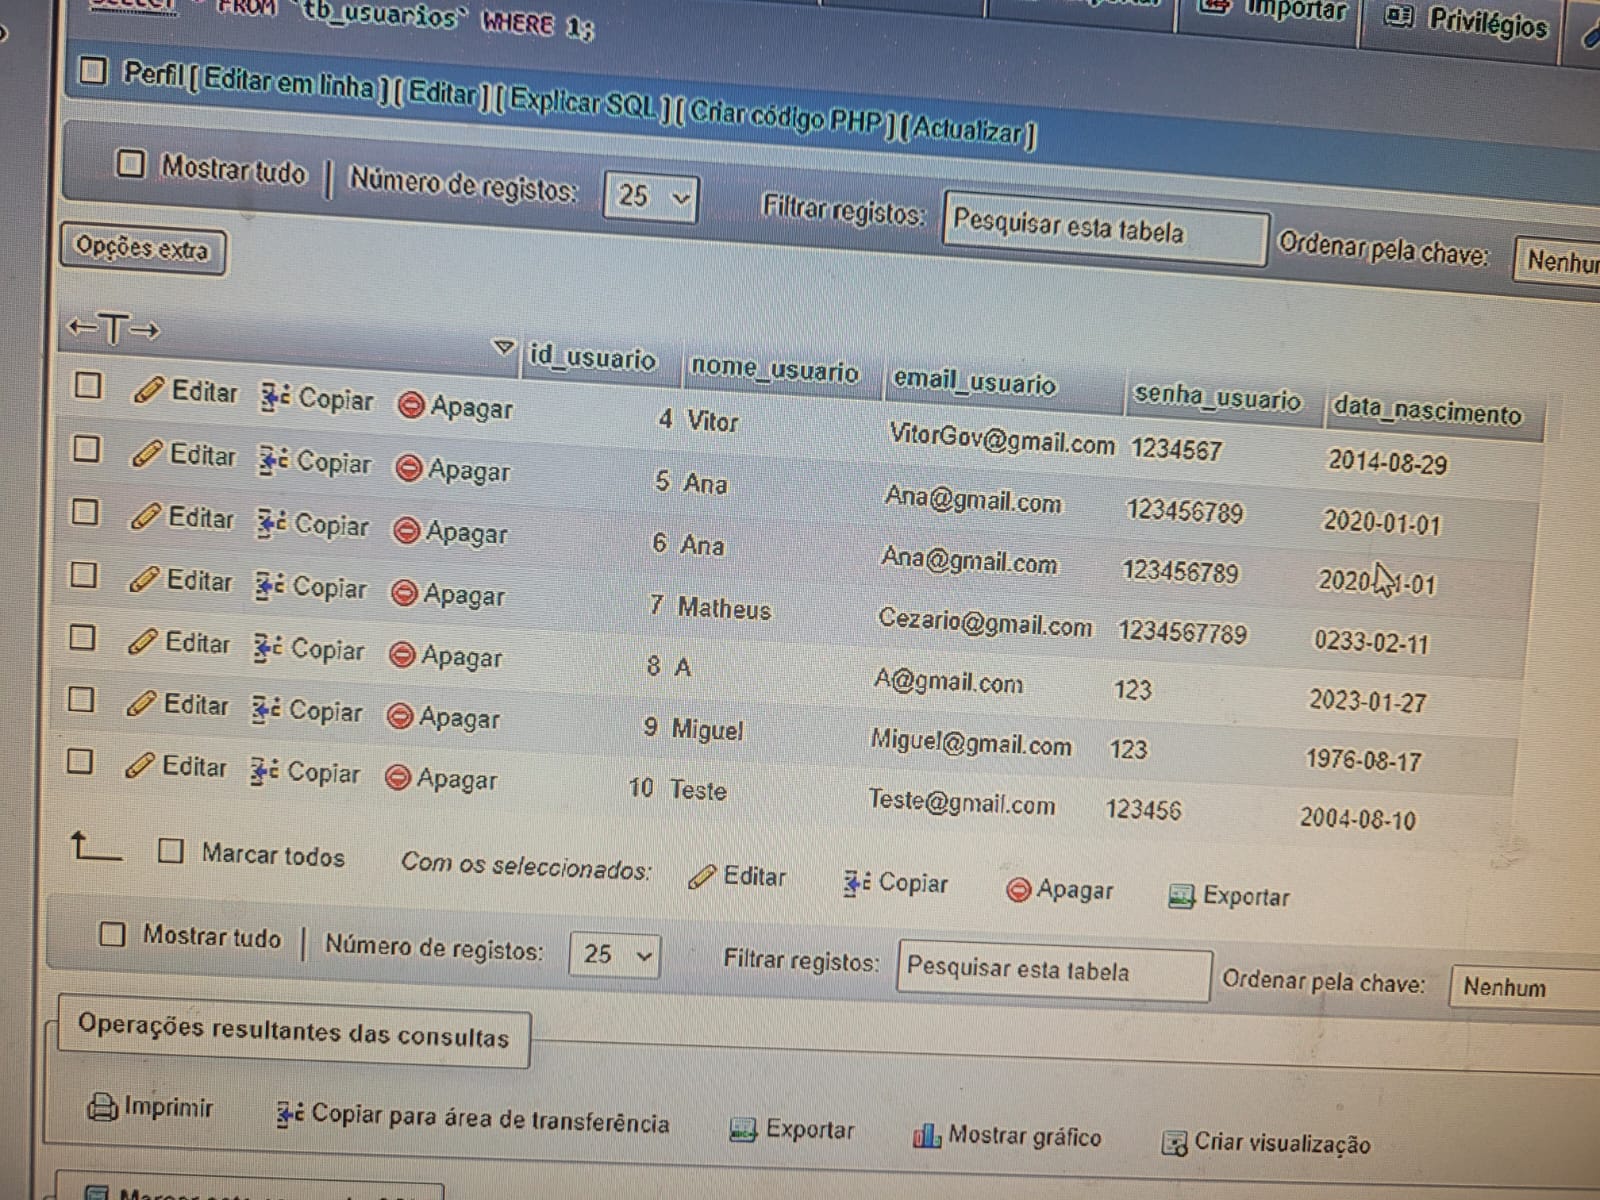 SELECT * FROM `tb_usuarios` WHERE 1;
Importar Privilégios
Perfil [ Editar em linha ] [ Editar ] [ Explicar SQL ] [ Criar código PHP ] [ Actualizar ]
Mostrar tudo | Número de registos: 25 Filtrar registos: Pesquisar esta tabela Ordenar pela chave: Nenhum
Opções extra
←T→ id_usuario nome_usuario email_usuario senha_usuario data_nascimento
Editar Copiar Apagar 4 Vitor VitorGov@gmail.com 1234567 2014-08-29
Editar Copiar Apagar 5 Ana Ana@gmail.com 123456789 2020-01-01
Editar Copiar Apagar 6 Ana Ana@gmail.com 123456789 2020-01-01
Editar Copiar Apagar 7 Matheus Cezario@gmail.com 1234567789 0233-02-11
Editar Copiar Apagar 8 A A@gmail.com 123 2023-01-27
Editar Copiar Apagar 9 Miguel Miguel@gmail.com 123 1976-08-17
Editar Copiar Apagar 10 Teste Teste@gmail.com 123456 2004-08-10
Marcar todos Com os seleccionados: Editar Copiar Apagar Exportar
Mostrar tudo | Número de registos: 25 Filtrar registos: Pesquisar esta tabela Ordenar pela chave: Nenhum
Operações resultantes das consultas
Imprimir Copiar para área de transferência Exportar Mostrar gráfico Criar visualização